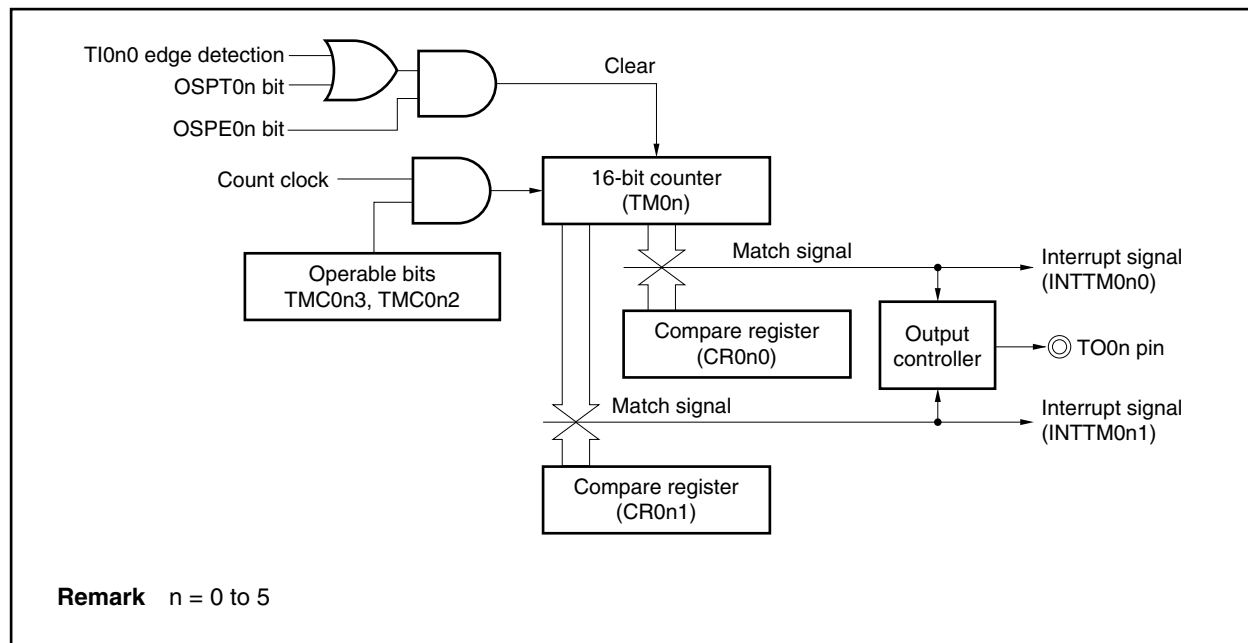 TI0n0 edge detection
OSPT0n bit
OSPE0n bit
Clear
Count clock
16-bit counter
(TM0n)
Operable bits
TMC0n3, TMC0n2
Match signal
Interrupt signal
(INTTM0n0)
Compare register
(CR0n0)
Output
controller
TO0n pin
Match signal
Interrupt signal
(INTTM0n1)
Compare register
(CR0n1)
Remark n = 0 to 5